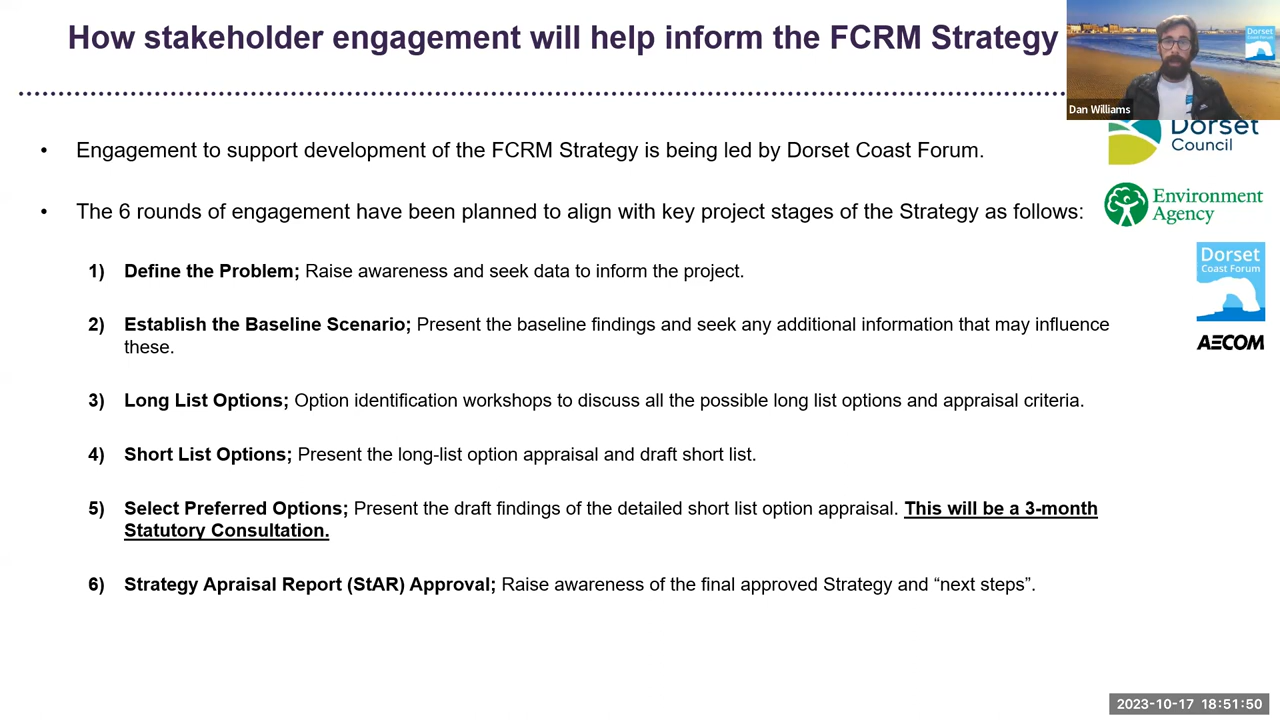 How stakeholder engagement will help inform the FCRM Strategy
Dorset
Coast Forum
Dan Williams
Dorset
Council
• Engagement to support development of the FCRM Strategy is being led by Dorset Coast Forum.
• The 6 rounds of engagement have been planned to align with key project stages of the Strategy as follows:
Environment
Agency
Dorset
Coast Forum
AECOM
1) Define the Problem; Raise awareness and seek data to inform the project.
2) Establish the Baseline Scenario; Present the baseline findings and seek any additional information that may influence
these.
3) Long List Options; Option identification workshops to discuss all the possible long list options and appraisal criteria.
4) Short List Options; Present the long-list option appraisal and draft short list.
5) Select Preferred Options; Present the draft findings of the detailed short list option appraisal. This will be a 3-month
Statutory Consultation.
6) Strategy Apraisal Report (StAR) Approval; Raise awareness of the final approved Strategy and “next steps”.
2023-10-17 18:51:50